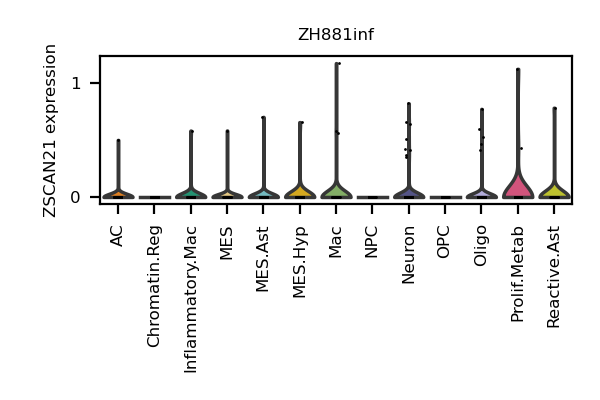 ZH881inf
ZSCAN21 expression
1
0
AC
Chromatin.Reg
Inflammatory.Mac
MES
MES.Ast
MES.Hyp
Mac
NPC
Neuron
OPC
Oligo
Prolif.Metab
Reactive.Ast